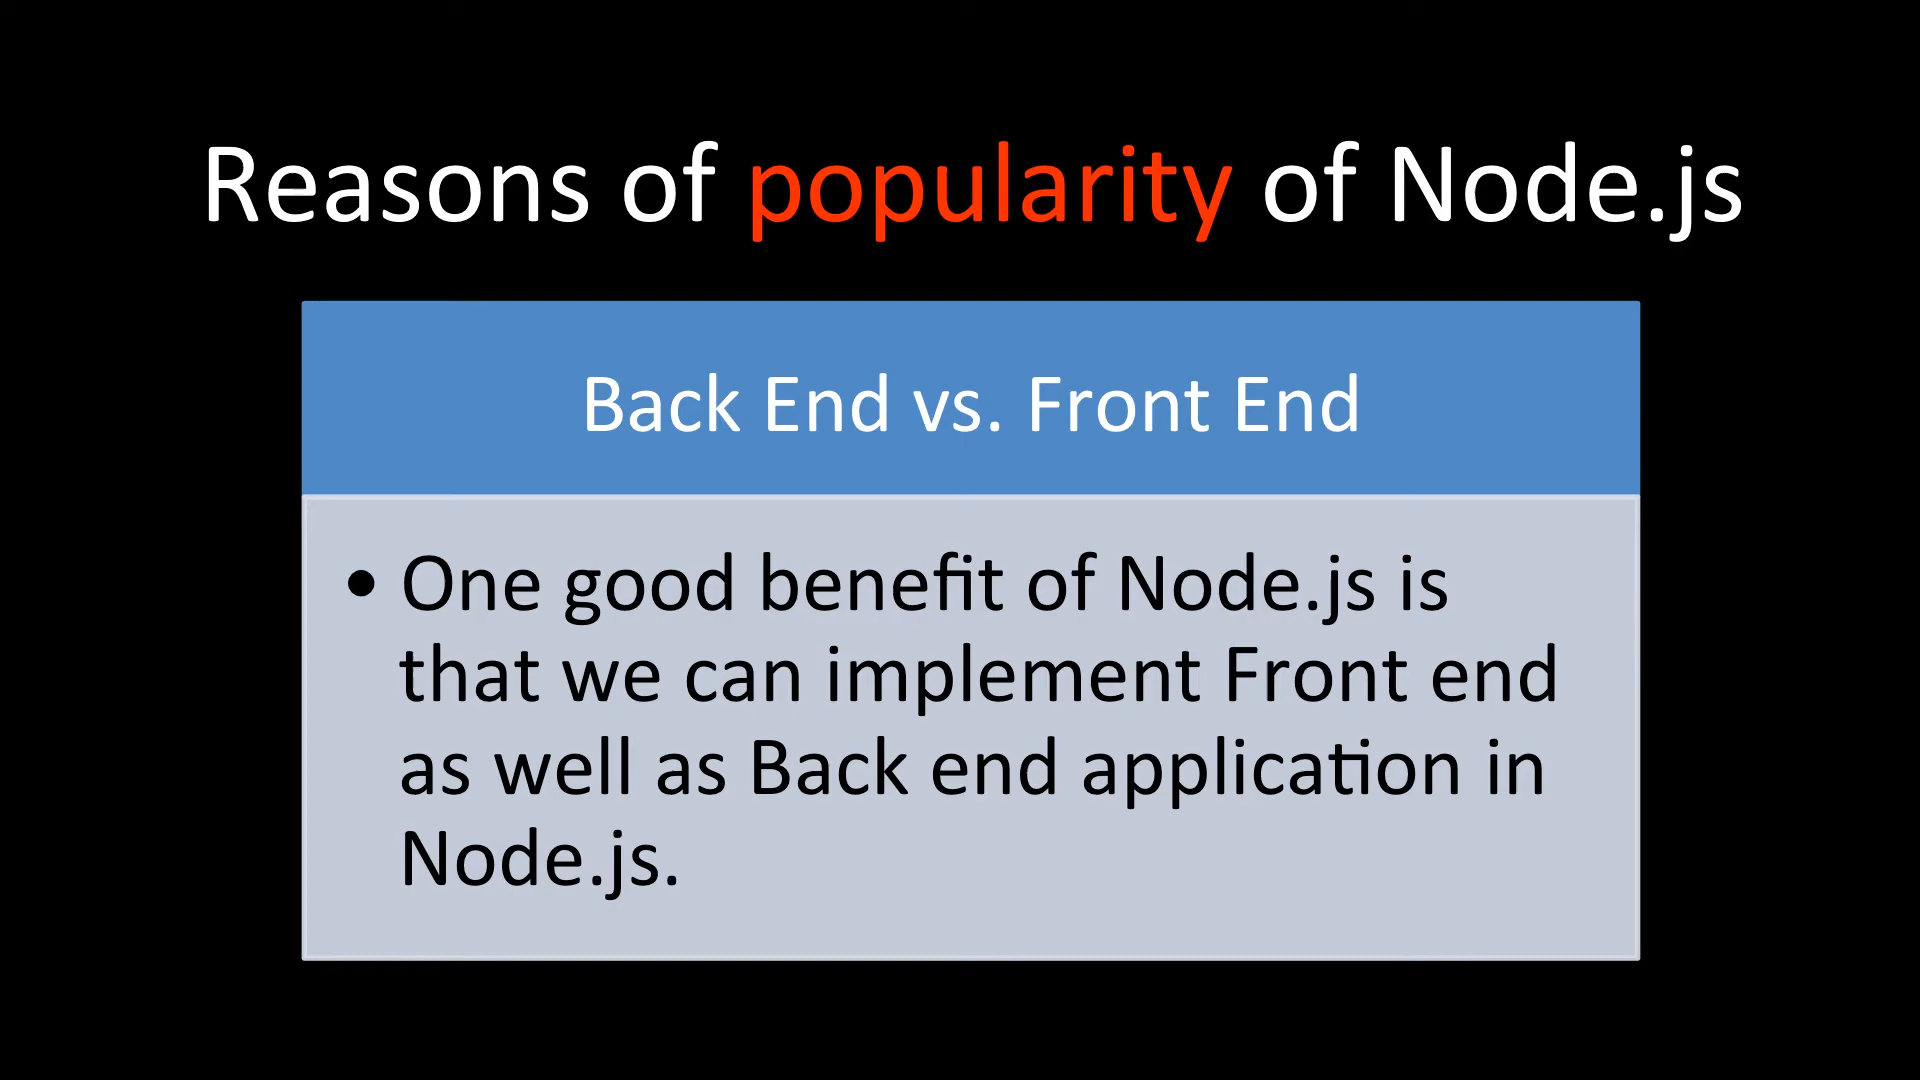 Reasons of popularity of Node.js
Back End vs. Front End
• One good benefit of Node.js is
that we can implement Front end
as well as Back end application in
Node.js.